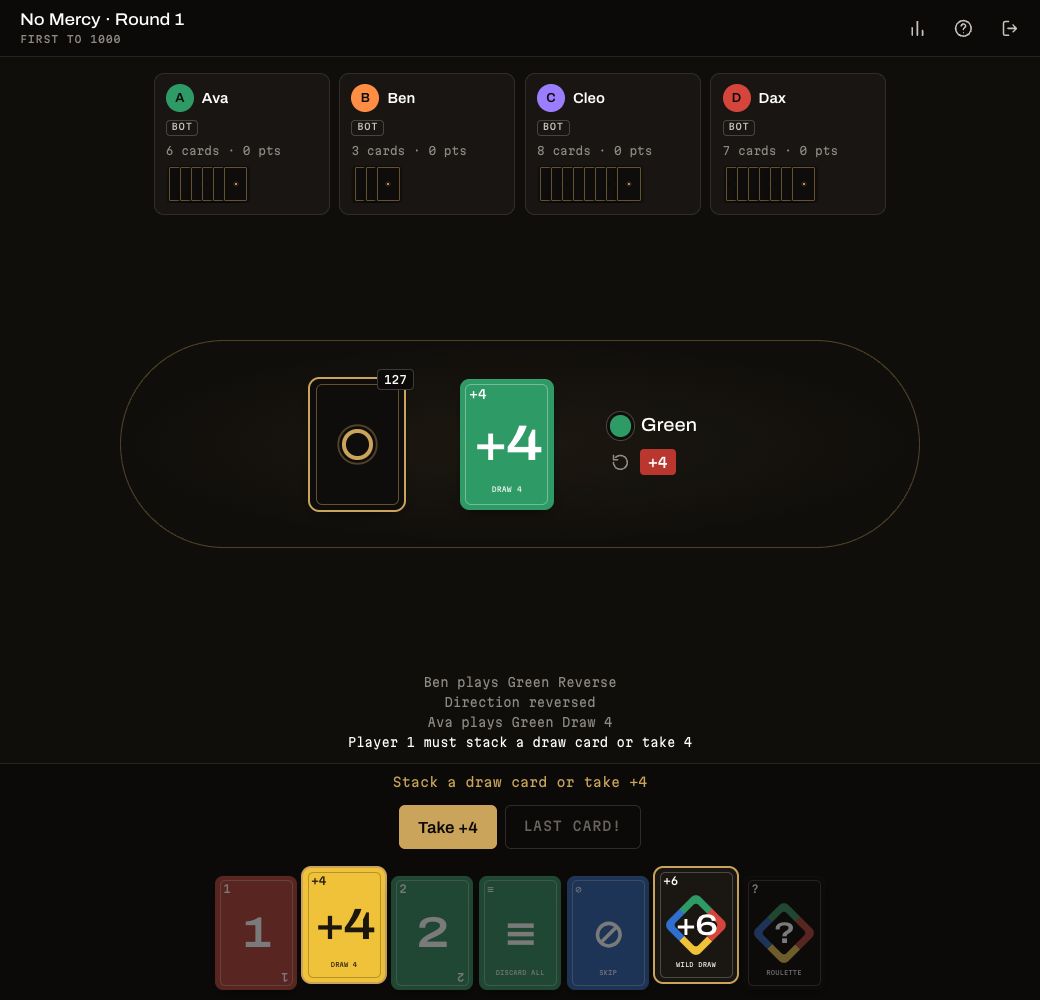 No Mercy · Round 1
FIRST TO 1000
A Ava
BOT
6 cards · 0 pts
B Ben
BOT
3 cards · 0 pts
C Cleo
BOT
8 cards · 0 pts
D Dax
BOT
7 cards · 0 pts
127
+4
+4
DRAW 4
Green
+4
Ben plays Green Reverse
Direction reversed
Ava plays Green Draw 4
Player 1 must stack a draw card or take 4
Stack a draw card or take +4
Take +4
LAST CARD!
1
1
1
+4
+4
DRAW 4
2
2
2
DISCARD ALL
SKIP
+6
+6
WILD DRAW
?
?
ROULETTE